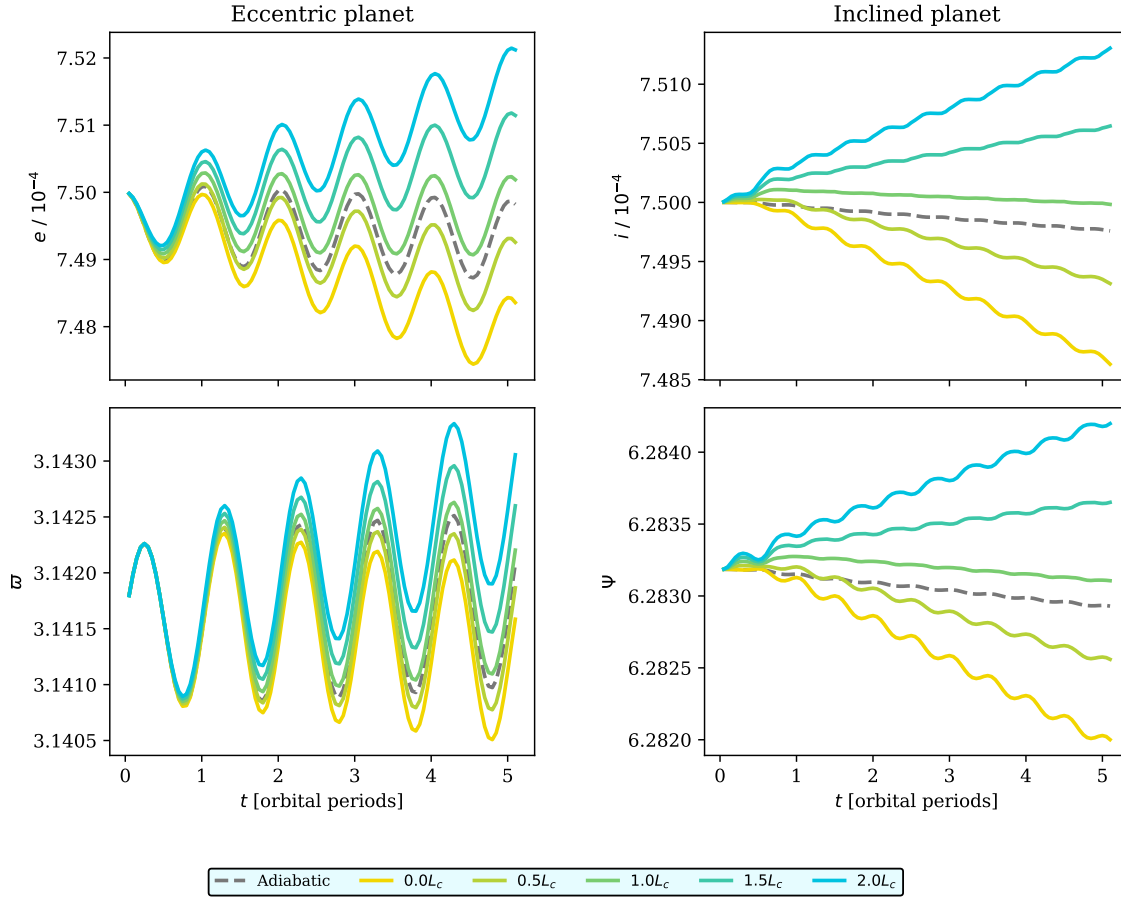 Eccentric planet
Inclined planet
e / 10⁻⁴
7.52
7.51
7.50
7.49
7.48
i / 10⁻⁴
7.510
7.505
7.500
7.495
7.490
7.485
ϖ
3.1430
3.1425
3.1420
3.1415
3.1410
3.1405
0 1 2 3 4 5
t [orbital periods]
Ψ
6.2840
6.2835
6.2830
6.2825
6.2820
0 1 2 3 4 5
t [orbital periods]
Adiabatic 0.0L_c 0.5L_c 1.0L_c 1.5L_c 2.0L_c